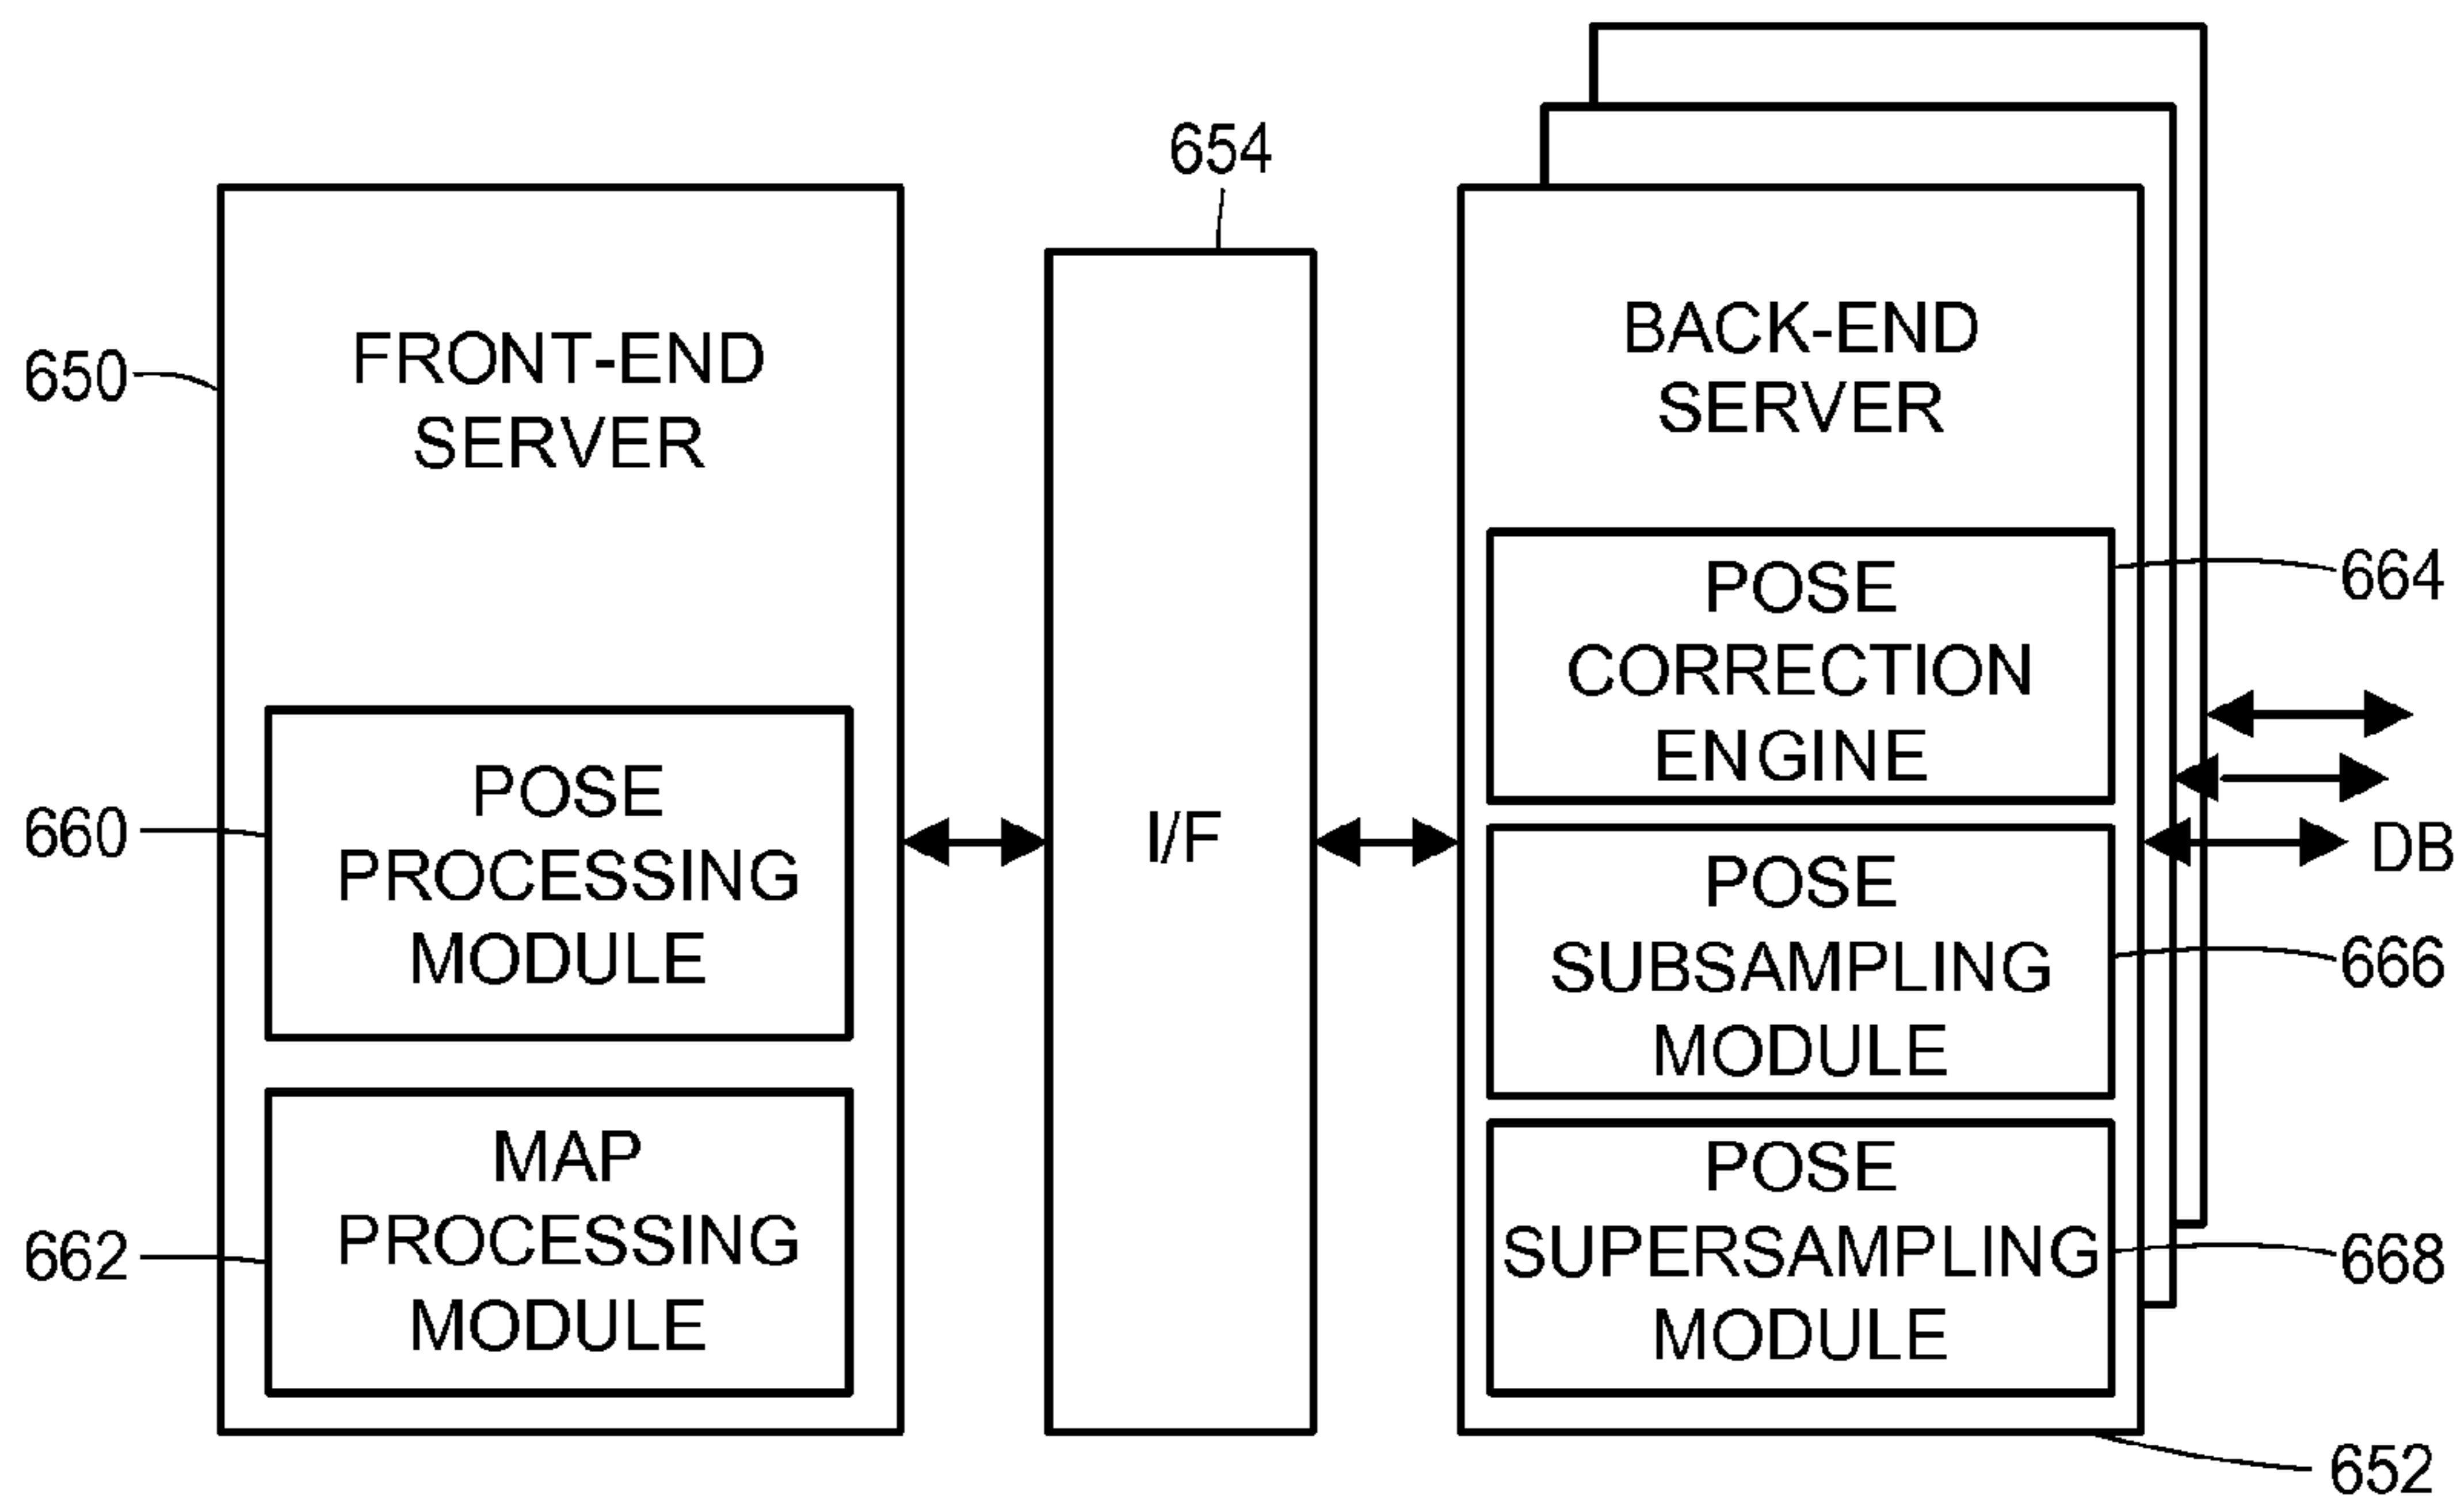 654
650
FRONT-END
SERVER
660
POSE
PROCESSING
MODULE
662
MAP
PROCESSING
MODULE
I/F
BACK-END
SERVER
POSE
CORRECTION
ENGINE
664
POSE
SUBSAMPLING
MODULE
666
POSE
SUPERSAMPLING
MODULE
668
DB
652